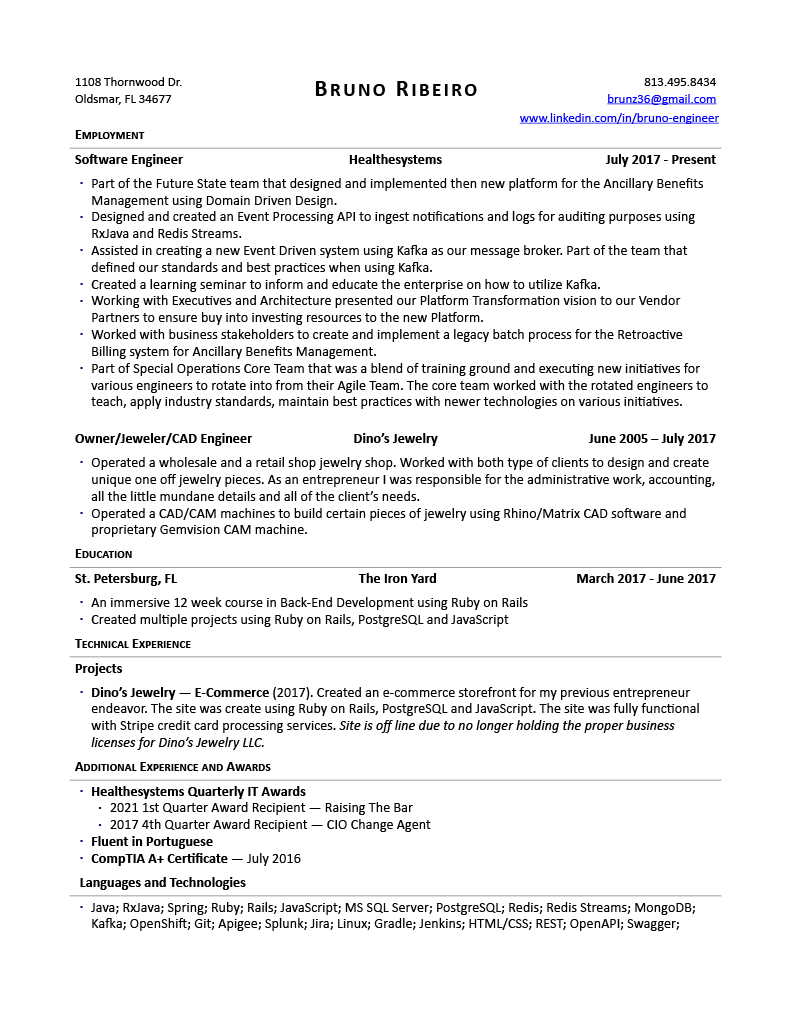 1108 Thornwood Dr.
Oldsmar, FL 34677
Bruno Ribeiro
813.495.8434
brunz36@gmail.com
www.linkedin.com/in/bruno-engineer
Employment
Software Engineer Healthesystems July 2017 - Present
· Part of the Future State team that designed and implemented then new platform for the Ancillary Benefits
Management using Domain Driven Design.
· Designed and created an Event Processing API to ingest notifications and logs for auditing purposes using
RxJava and Redis Streams.
· Assisted in creating a new Event Driven system using Kafka as our message broker. Part of the team that
defined our standards and best practices when using Kafka.
· Created a learning seminar to inform and educate the enterprise on how to utilize Kafka.
· Working with Executives and Architecture presented our Platform Transformation vision to our Vendor
Partners to ensure buy into investing resources to the new Platform.
· Worked with business stakeholders to create and implement a legacy batch process for the Retroactive
Billing system for Ancillary Benefits Management.
· Part of Special Operations Core Team that was a blend of training ground and executing new initiatives for
various engineers to rotate into from their Agile Team. The core team worked with the rotated engineers to
teach, apply industry standards, maintain best practices with newer technologies on various initiatives.
Owner/Jeweler/CAD Engineer Dino’s Jewelry June 2005 – July 2017
· Operated a wholesale and a retail shop jewelry shop. Worked with both type of clients to design and create
unique one off jewelry pieces. As an entrepreneur I was responsible for the administrative work, accounting,
all the little mundane details and all of the client’s needs.
· Operated a CAD/CAM machines to build certain pieces of jewelry using Rhino/Matrix CAD software and
proprietary Gemvision CAM machine.
Education
St. Petersburg, FL The Iron Yard March 2017 - June 2017
· An immersive 12 week course in Back-End Development using Ruby on Rails
· Created multiple projects using Ruby on Rails, PostgreSQL and JavaScript
Technical Experience
Projects
· Dino’s Jewelry — E-Commerce (2017). Created an e-commerce storefront for my previous entrepreneur
endeavor. The site was create using Ruby on Rails, PostgreSQL and JavaScript. The site was fully functional
with Stripe credit card processing services. Site is off line due to no longer holding the proper business
licenses for Dino’s Jewelry LLC.
Additional Experience and Awards
· Healthesystems Quarterly IT Awards
· 2021 1st Quarter Award Recipient — Raising The Bar
· 2017 4th Quarter Award Recipient — CIO Change Agent
· Fluent in Portuguese
· CompTIA A+ Certificate — July 2016
Languages and Technologies
· Java; RxJava; Spring; Ruby; Rails; JavaScript; MS SQL Server; PostgreSQL; Redis; Redis Streams; MongoDB;
Kafka; OpenShift; Git; Apigee; Splunk; Jira; Linux; Gradle; Jenkins; HTML/CSS; REST; OpenAPI; Swagger;